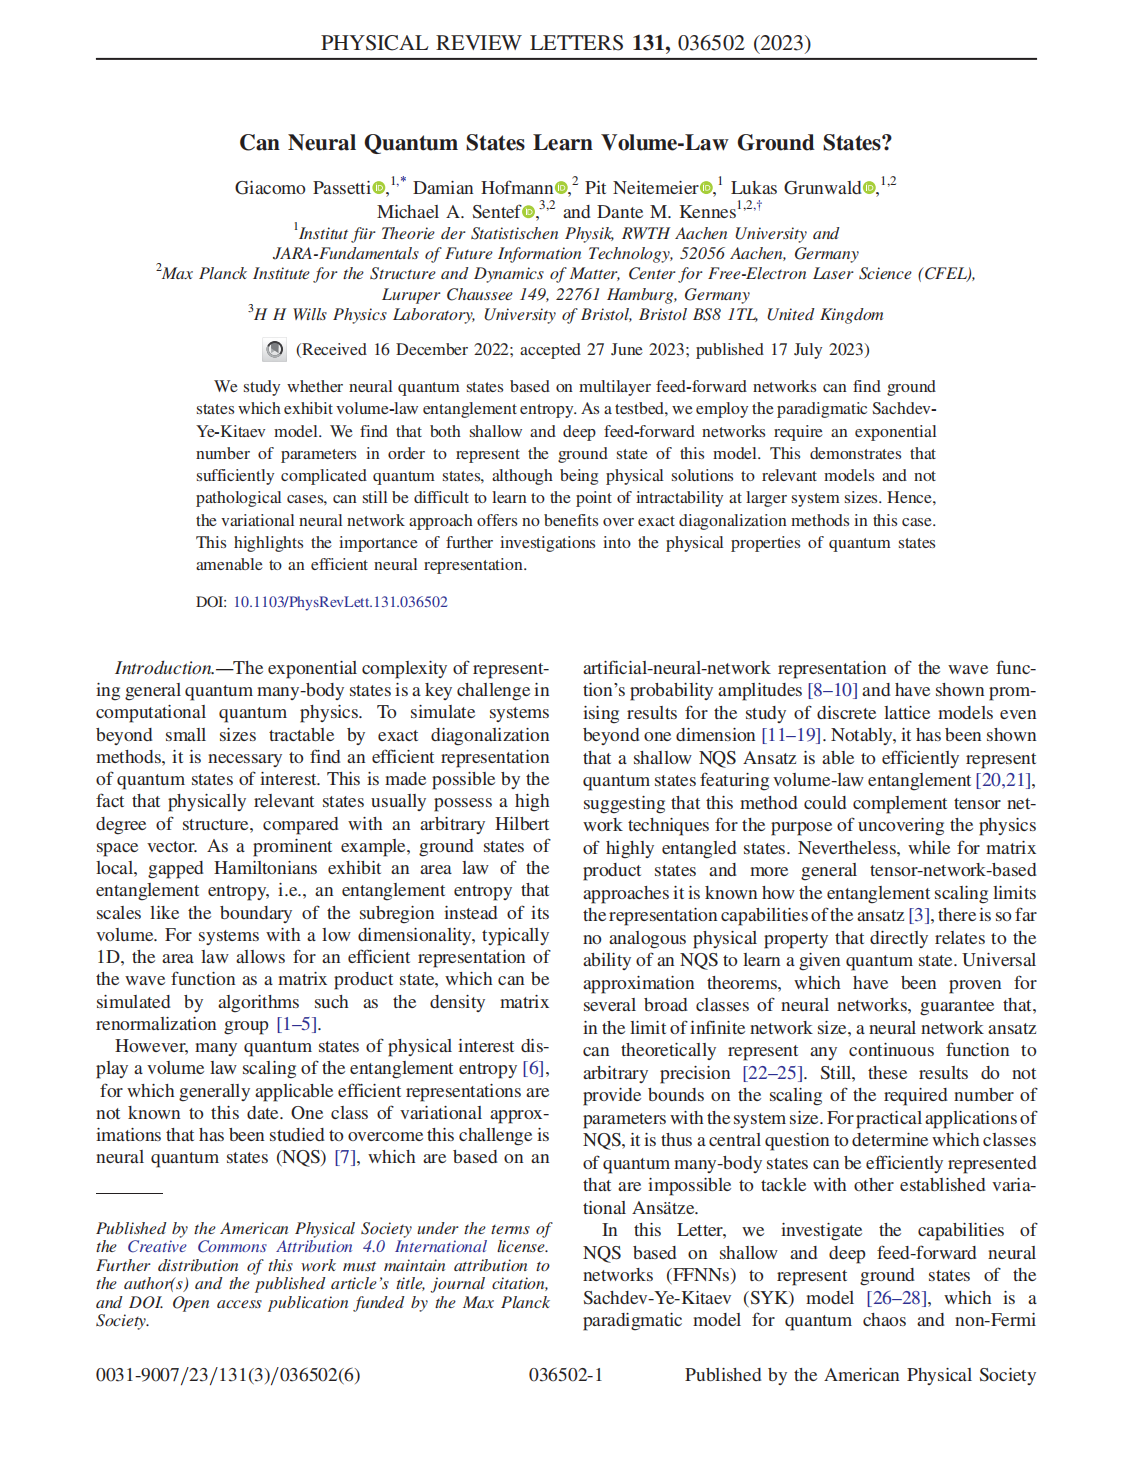 PHYSICAL REVIEW LETTERS 131, 036502 (2023)
Can Neural Quantum States Learn Volume-Law Ground States?
Giacomo Passetti,1,* Damian Hofmann,2 Pit Neitemeier,1 Lukas Grunwald,1,2
Michael A. Sentef,3,2 and Dante M. Kennes1,2,†
1Institut für Theorie der Statistischen Physik, RWTH Aachen University and
JARA-Fundamentals of Future Information Technology, 52056 Aachen, Germany
2Max Planck Institute for the Structure and Dynamics of Matter, Center for Free-Electron Laser Science (CFEL),
Luruper Chaussee 149, 22761 Hamburg, Germany
3H H Wills Physics Laboratory, University of Bristol, Bristol BS8 1TL, United Kingdom
(Received 16 December 2022; accepted 27 June 2023; published 17 July 2023)
We study whether neural quantum states based on multilayer feed-forward networks can find ground
states which exhibit volume-law entanglement entropy. As a testbed, we employ the paradigmatic Sachdev-
Ye-Kitaev model. We find that both shallow and deep feed-forward networks require an exponential
number of parameters in order to represent the ground state of this model. This demonstrates that
sufficiently complicated quantum states, although being physical solutions to relevant models and not
pathological cases, can still be difficult to learn to the point of intractability at larger system sizes. Hence,
the variational neural network approach offers no benefits over exact diagonalization methods in this case.
This highlights the importance of further investigations into the physical properties of quantum states
amenable to an efficient neural representation.
DOI: 10.1103/PhysRevLett.131.036502
Introduction.—The exponential complexity of represent-
ing general quantum many-body states is a key challenge in
computational quantum physics. To simulate systems
beyond small sizes tractable by exact diagonalization
methods, it is necessary to find an efficient representation
of quantum states of interest. This is made possible by the
fact that physically relevant states usually possess a high
degree of structure, compared with an arbitrary Hilbert
space vector. As a prominent example, ground states of
local, gapped Hamiltonians exhibit an area law of the
entanglement entropy, i.e., an entanglement entropy that
scales like the boundary of the subregion instead of its
volume. For systems with a low dimensionality, typically
1D, the area law allows for an efficient representation of
the wave function as a matrix product state, which can be
simulated by algorithms such as the density matrix
renormalization group [1–5].
However, many quantum states of physical interest dis-
play a volume law scaling of the entanglement entropy [6],
for which generally applicable efficient representations are
not known to this date. One class of variational approx-
imations that has been studied to overcome this challenge is
neural quantum states (NQS) [7], which are based on an
Published by the American Physical Society under the terms of
the Creative Commons Attribution 4.0 International license.
Further distribution of this work must maintain attribution to
the author(s) and the published article's title, journal citation,
and DOI. Open access publication funded by the Max Planck
Society.
artificial-neural-network representation of the wave func-
tion's probability amplitudes [8–10] and have shown prom-
ising results for the study of discrete lattice models even
beyond one dimension [11–19]. Notably, it has been shown
that a shallow NQS Ansatz is able to efficiently represent
quantum states featuring volume-law entanglement [20,21],
suggesting that this method could complement tensor net-
work techniques for the purpose of uncovering the physics
of highly entangled states. Nevertheless, while for matrix
product states and more general tensor-network-based
approaches it is known how the entanglement scaling limits
the representation capabilities of the ansatz [3], there is so far
no analogous physical property that directly relates to the
ability of an NQS to learn a given quantum state. Universal
approximation theorems, which have been proven for
several broad classes of neural networks, guarantee that,
in the limit of infinite network size, a neural network ansatz
can theoretically represent any continuous function to
arbitrary precision [22–25]. Still, these results do not
provide bounds on the scaling of the required number of
parameters with the system size. For practical applications of
NQS, it is thus a central question to determine which classes
of quantum many-body states can be efficiently represented
that are impossible to tackle with other established varia-
tional Ansätze.
In this Letter, we investigate the capabilities of
NQS based on shallow and deep feed-forward neural
networks (FFNNs) to represent ground states of the
Sachdev-Ye-Kitaev (SYK) model [26–28], which is a
paradigmatic model for quantum chaos and non-Fermi
0031-9007/23/131(3)/036502(6)
036502-1
Published by the American Physical Society